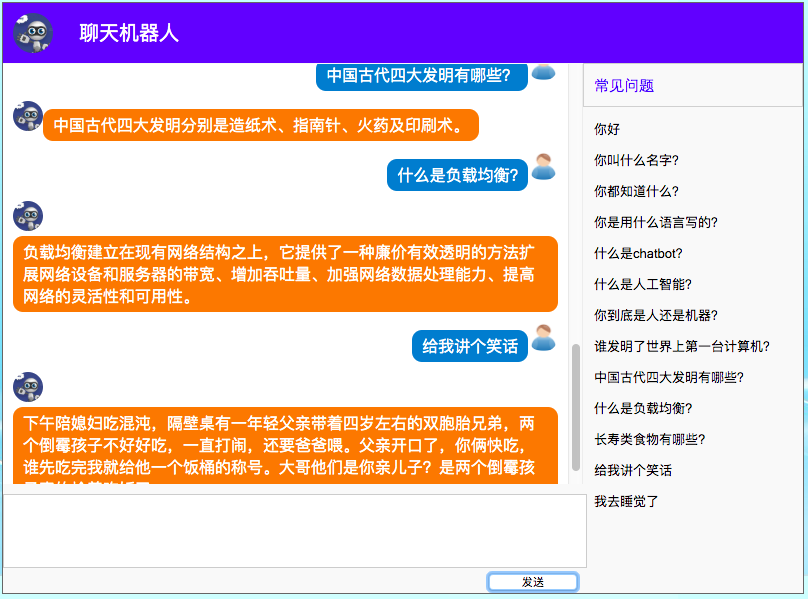 聊天机器人
中国古代四大发明有哪些?
中国古代四大发明分别是造纸术、指南针、火药及印刷术。
什么是负载均衡?
负载均衡建立在现有网络结构之上，它提供了一种廉价有效透明的方法扩
展网络设备和服务器的带宽、增加吞吐量、加强网络数据处理能力、提高
网络的灵活性和可用性。
给我讲个笑话
下午陪媳妇吃混沌，隔壁桌有一年轻父亲带着四岁左右的双胞胎兄弟，两
个倒霉孩子不好好吃，一直打闹，还要爸爸喂。父亲开口了，你俩快吃，
谁先吃完我就给他一个饭桶的称号。大哥他们是你亲儿子？是两个倒霉孩
发送
常见问题
你好
你叫什么名字?
你都知道什么?
你是用什么语言写的?
什么是chatbot?
什么是人工智能?
你到底是人还是机器?
谁发明了世界上第一台计算机?
中国古代四大发明有哪些?
什么是负载均衡?
长寿类食物有哪些?
给我讲个笑话
我去睡觉了